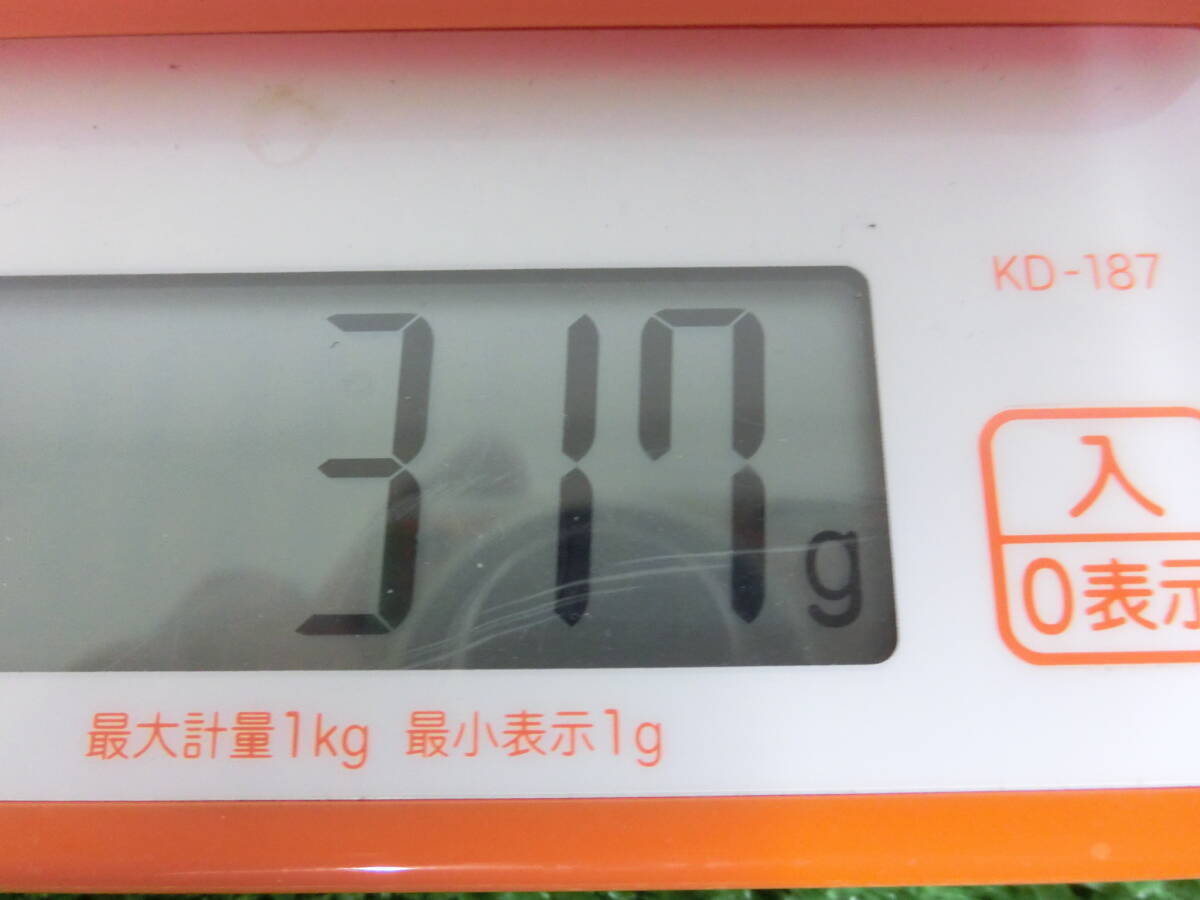 KD-187
317g
入
0表示
最大計量1kg 最小表示1g